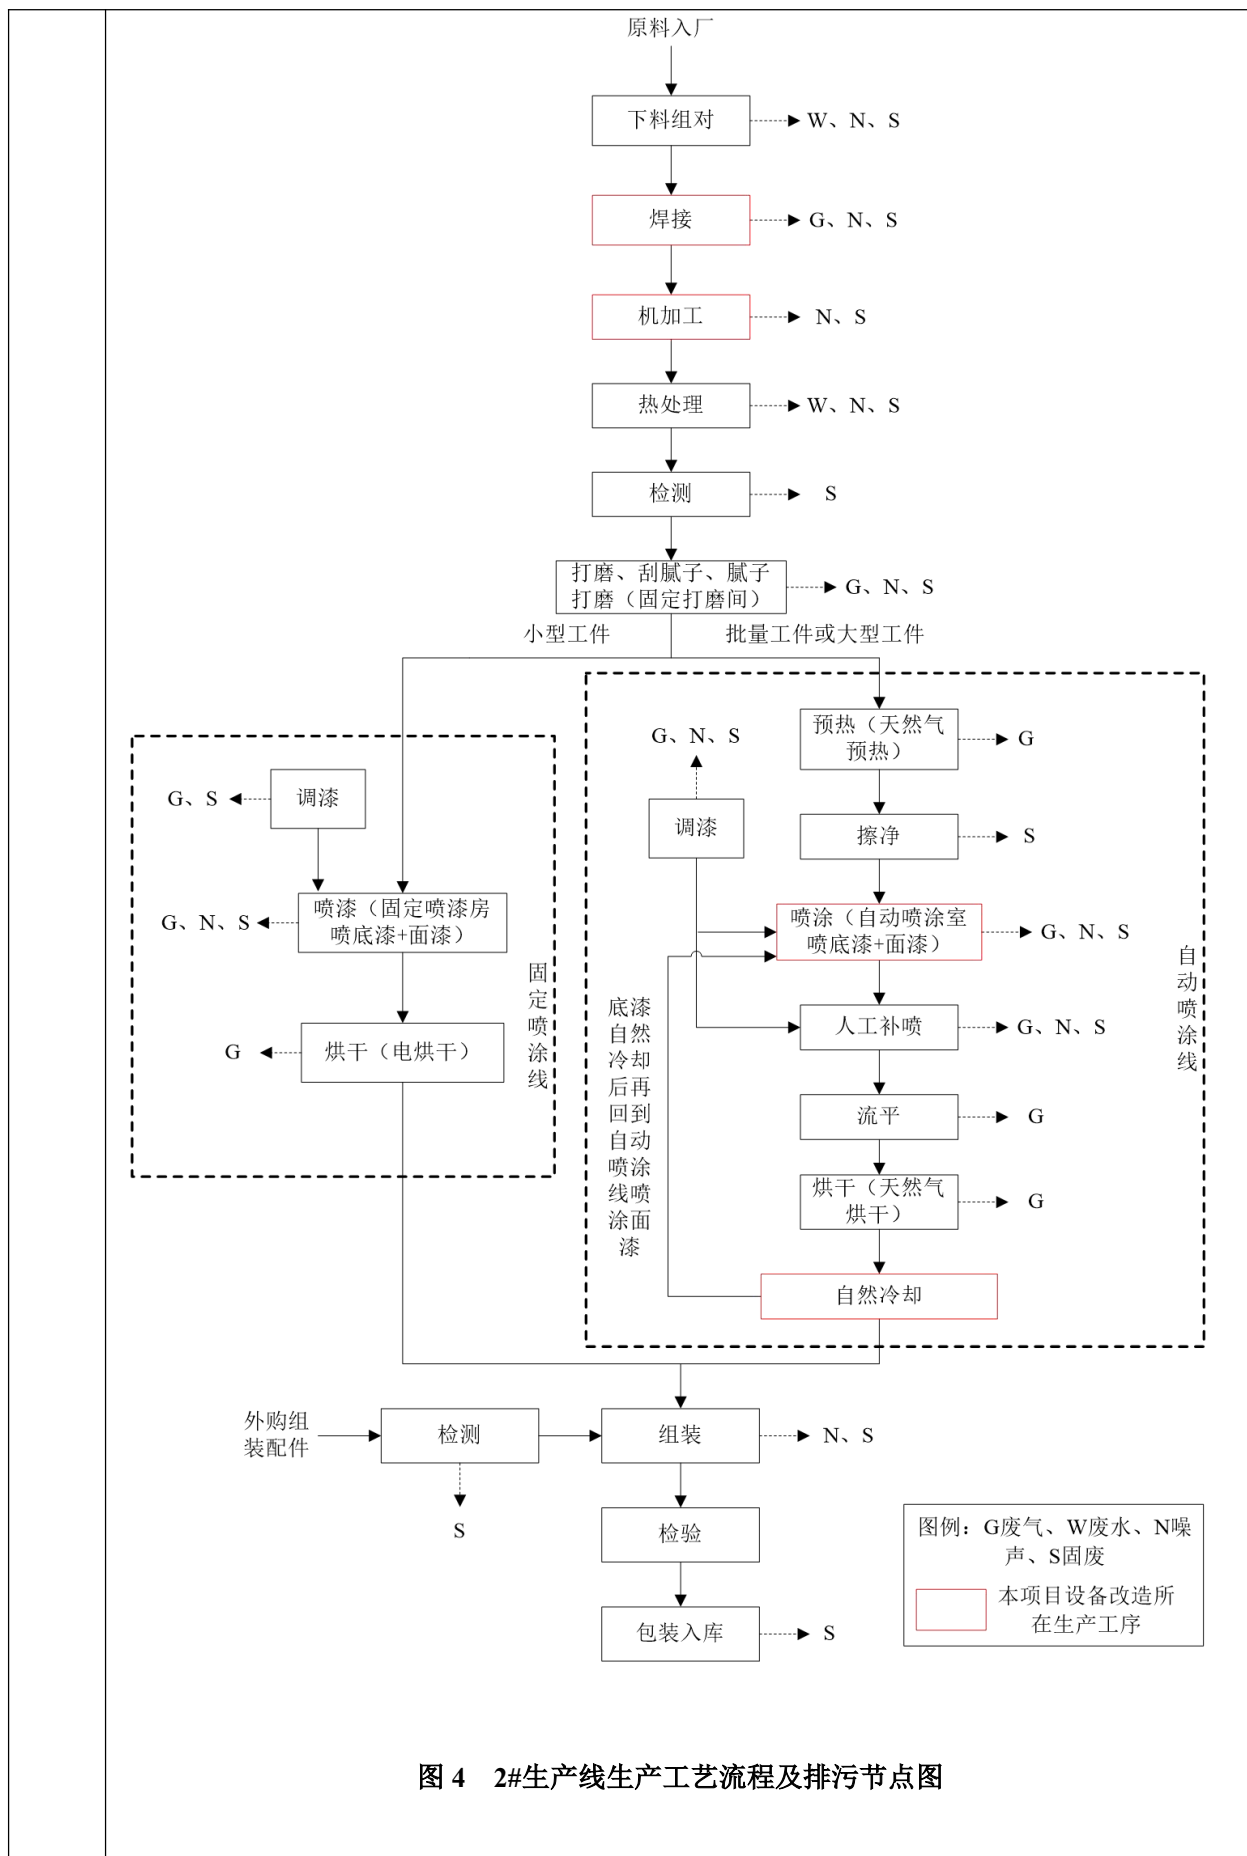 原料入厂
下料组对
W、N、S
焊接
G、N、S
机加工
N、S
热处理
W、N、S
检测
S
打磨、刮腻子、腻子
打磨（固定打磨间）
G、N、S
小型工件
批量工件或大型工件
G、S
调漆
G、N、S
喷漆（固定喷漆房
喷底漆+面漆）
G
烘干（电烘干）
固
定
喷
涂
线
G、N、S
调漆
预热（天然气
预热）
G
擦净
S
喷涂（自动喷涂室
喷底漆+面漆）
G、N、S
人工补喷
G、N、S
流平
G
烘干（天然气
烘干）
G
自然冷却
底漆
自然
冷却
后再
回到
自动
喷涂
线喷
涂面
漆
自
动
喷
涂
线
外购组
装配件
检测
S
组装
N、S
检验
包装入库
S
图例：G废气、W废水、N噪
声、S固废
本项目设备改造所
在生产工序
图 4 2#生产线生产工艺流程及排污节点图